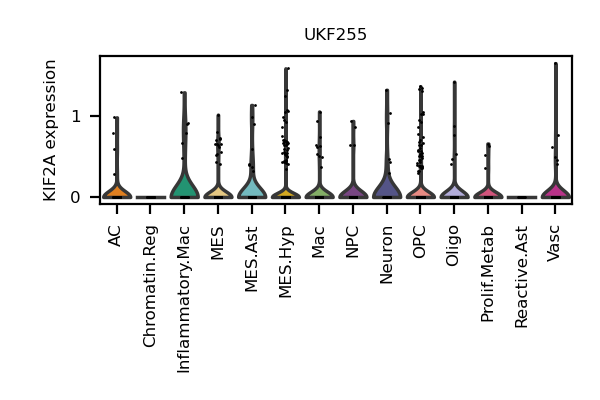 UKF255
KIF2A expression
1
0
AC
Chromatin.Reg
Inflammatory.Mac
MES
MES.Ast
MES.Hyp
Mac
NPC
Neuron
OPC
Oligo
Prolif.Metab
Reactive.Ast
Vasc